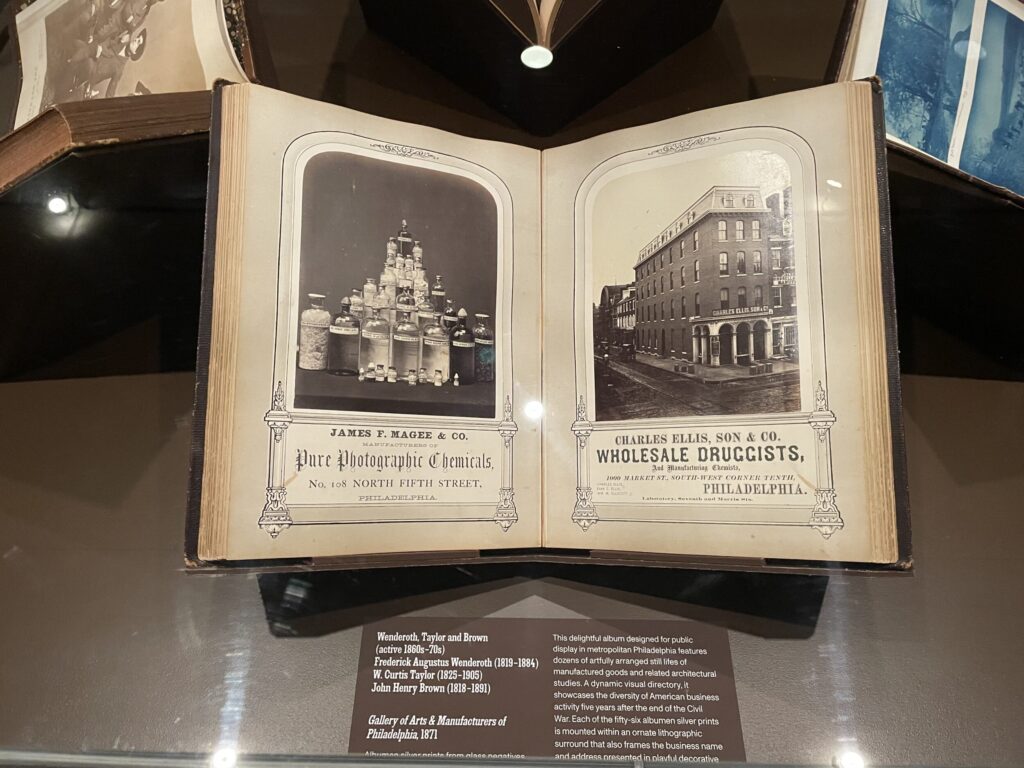 JAMES F. MAGEE & CO.
MANUFACTURERS OF
Pure Photographic Chemicals,
No. 108 NORTH FIFTH STREET,
PHILADELPHIA.
CHARLES ELLIS, SON & CO.
CHARLES ELLIS, SON & CO.
WHOLESALE DRUGGISTS,
And Manufacturing Chemists,
1000 MARKET ST., SOUTH-WEST CORNER TENTH,
PHILADELPHIA.
Laboratory, Seventh and Morris Sts.
Wenderoth, Taylor and Brown
(active 1860s–70s)
Frederick Augustus Wenderoth (1819–1884)
W. Curtis Taylor (1825–1905)
John Henry Brown (1818–1891)
Gallery of Arts & Manufacturers of
Philadelphia, 1871
Albumen silver prints from glass negatives
This delightful album designed for public
display in metropolitan Philadelphia features
dozens of artfully arranged still lifes of
manufactured goods and related architectural
studies. A dynamic visual directory, it
showcases the diversity of American business
activity five years after the end of the Civil
War. Each of the fifty-six albumen silver prints
is mounted within an ornate lithographic
surround that also frames the business name
and address presented in playful decorative